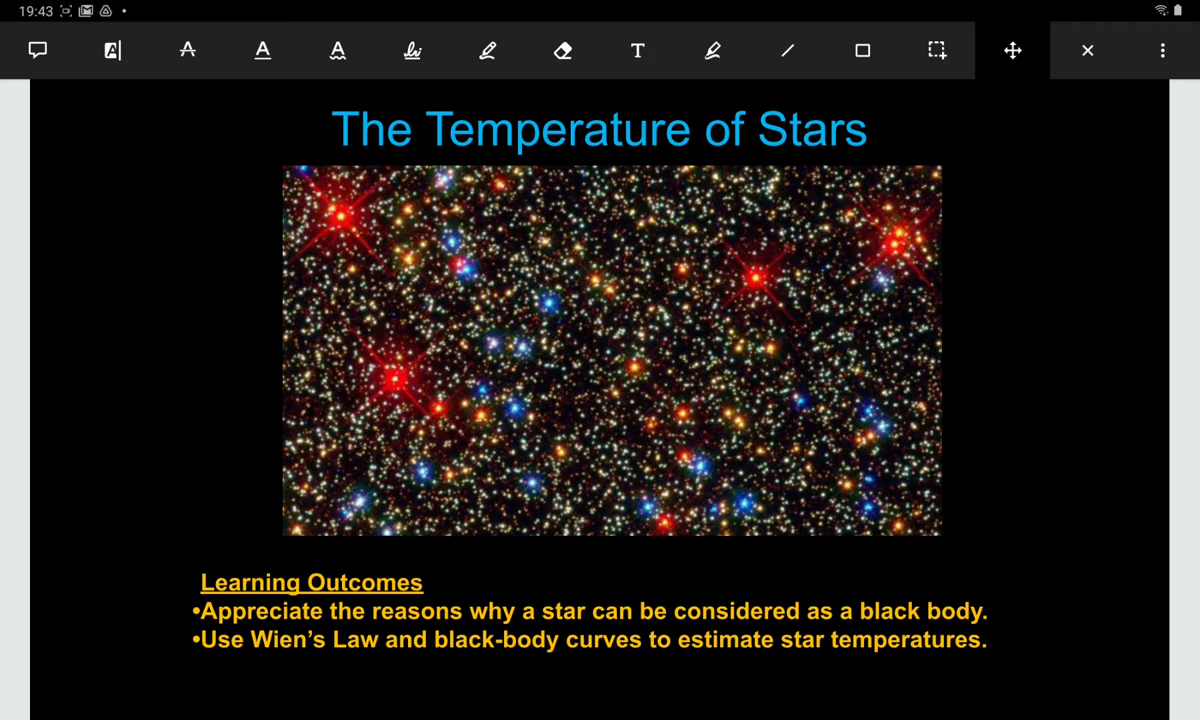 19:43
The Temperature of Stars
Learning Outcomes
•Appreciate the reasons why a star can be considered as a black body.
•Use Wien’s Law and black-body curves to estimate star temperatures.